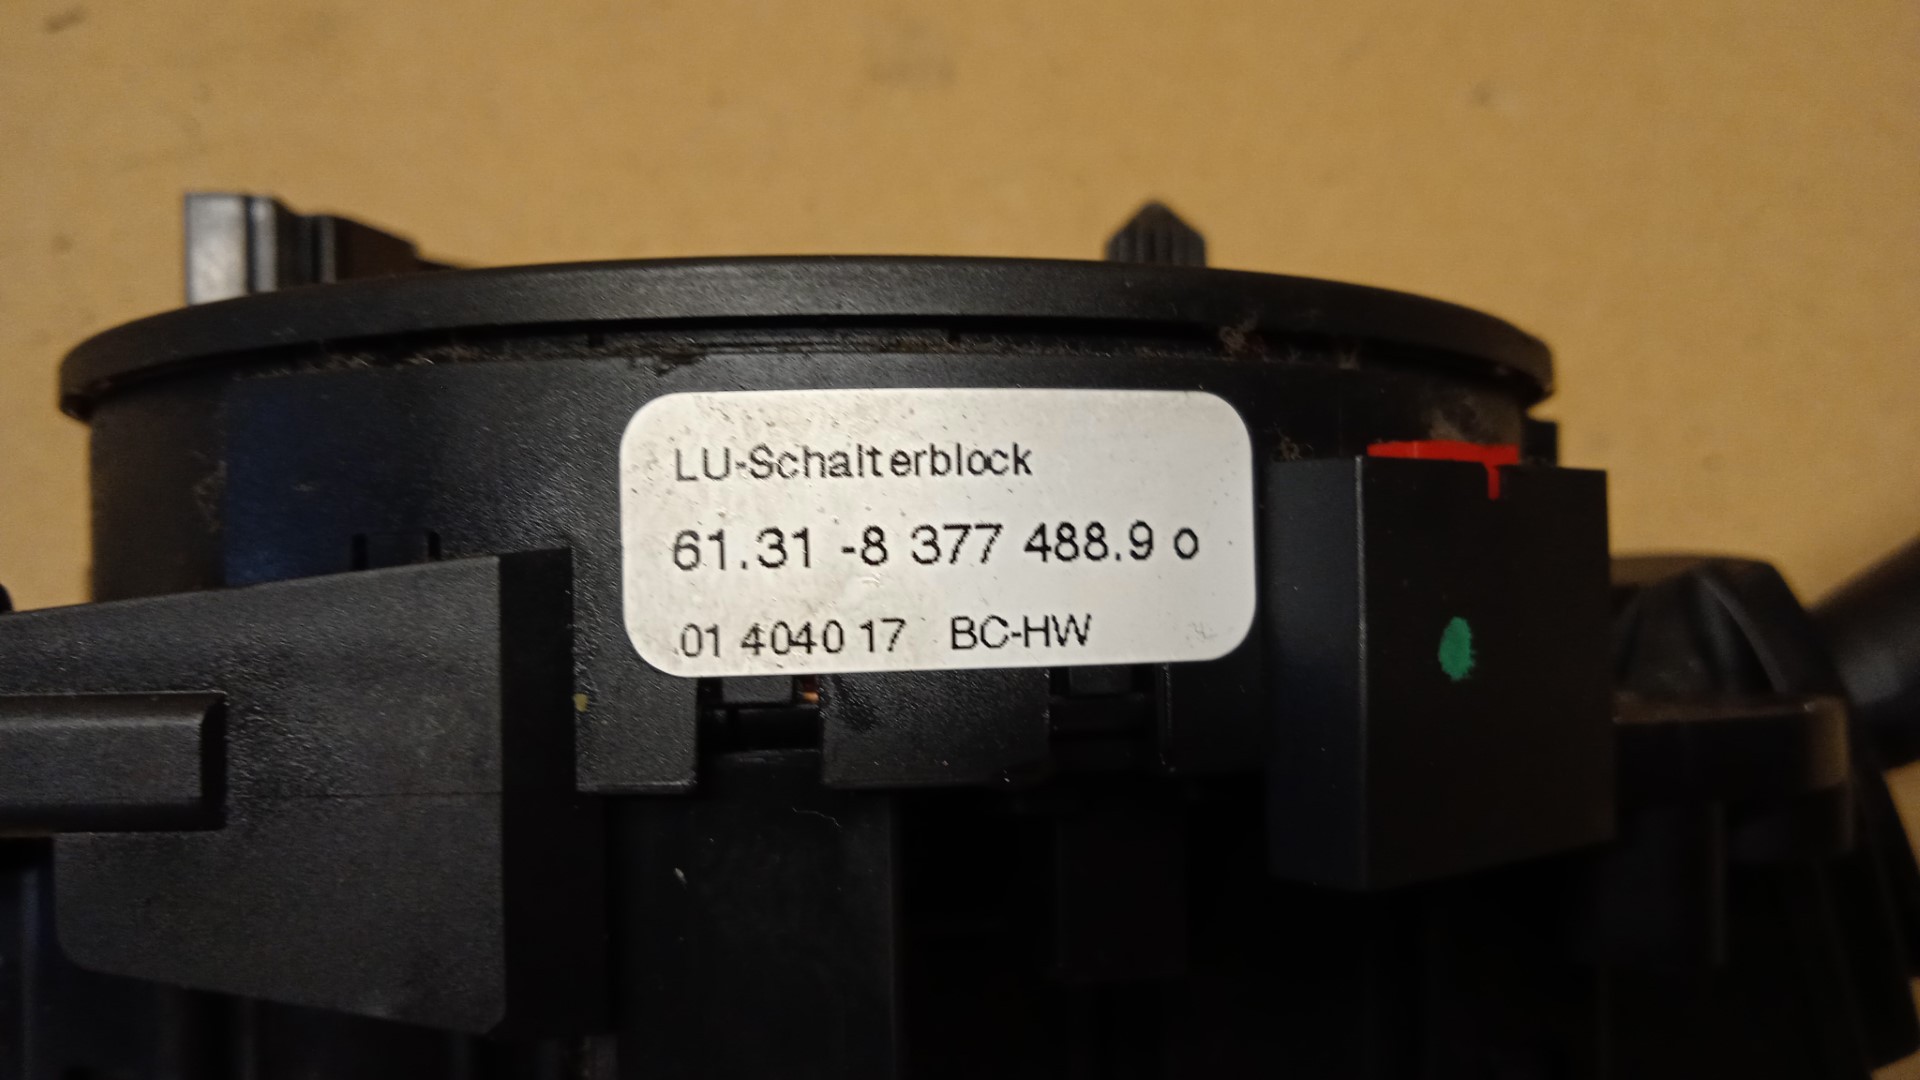 LU-Schalterblock
61.31 -8 377 488.9 o
01 4040 17 BC-HW